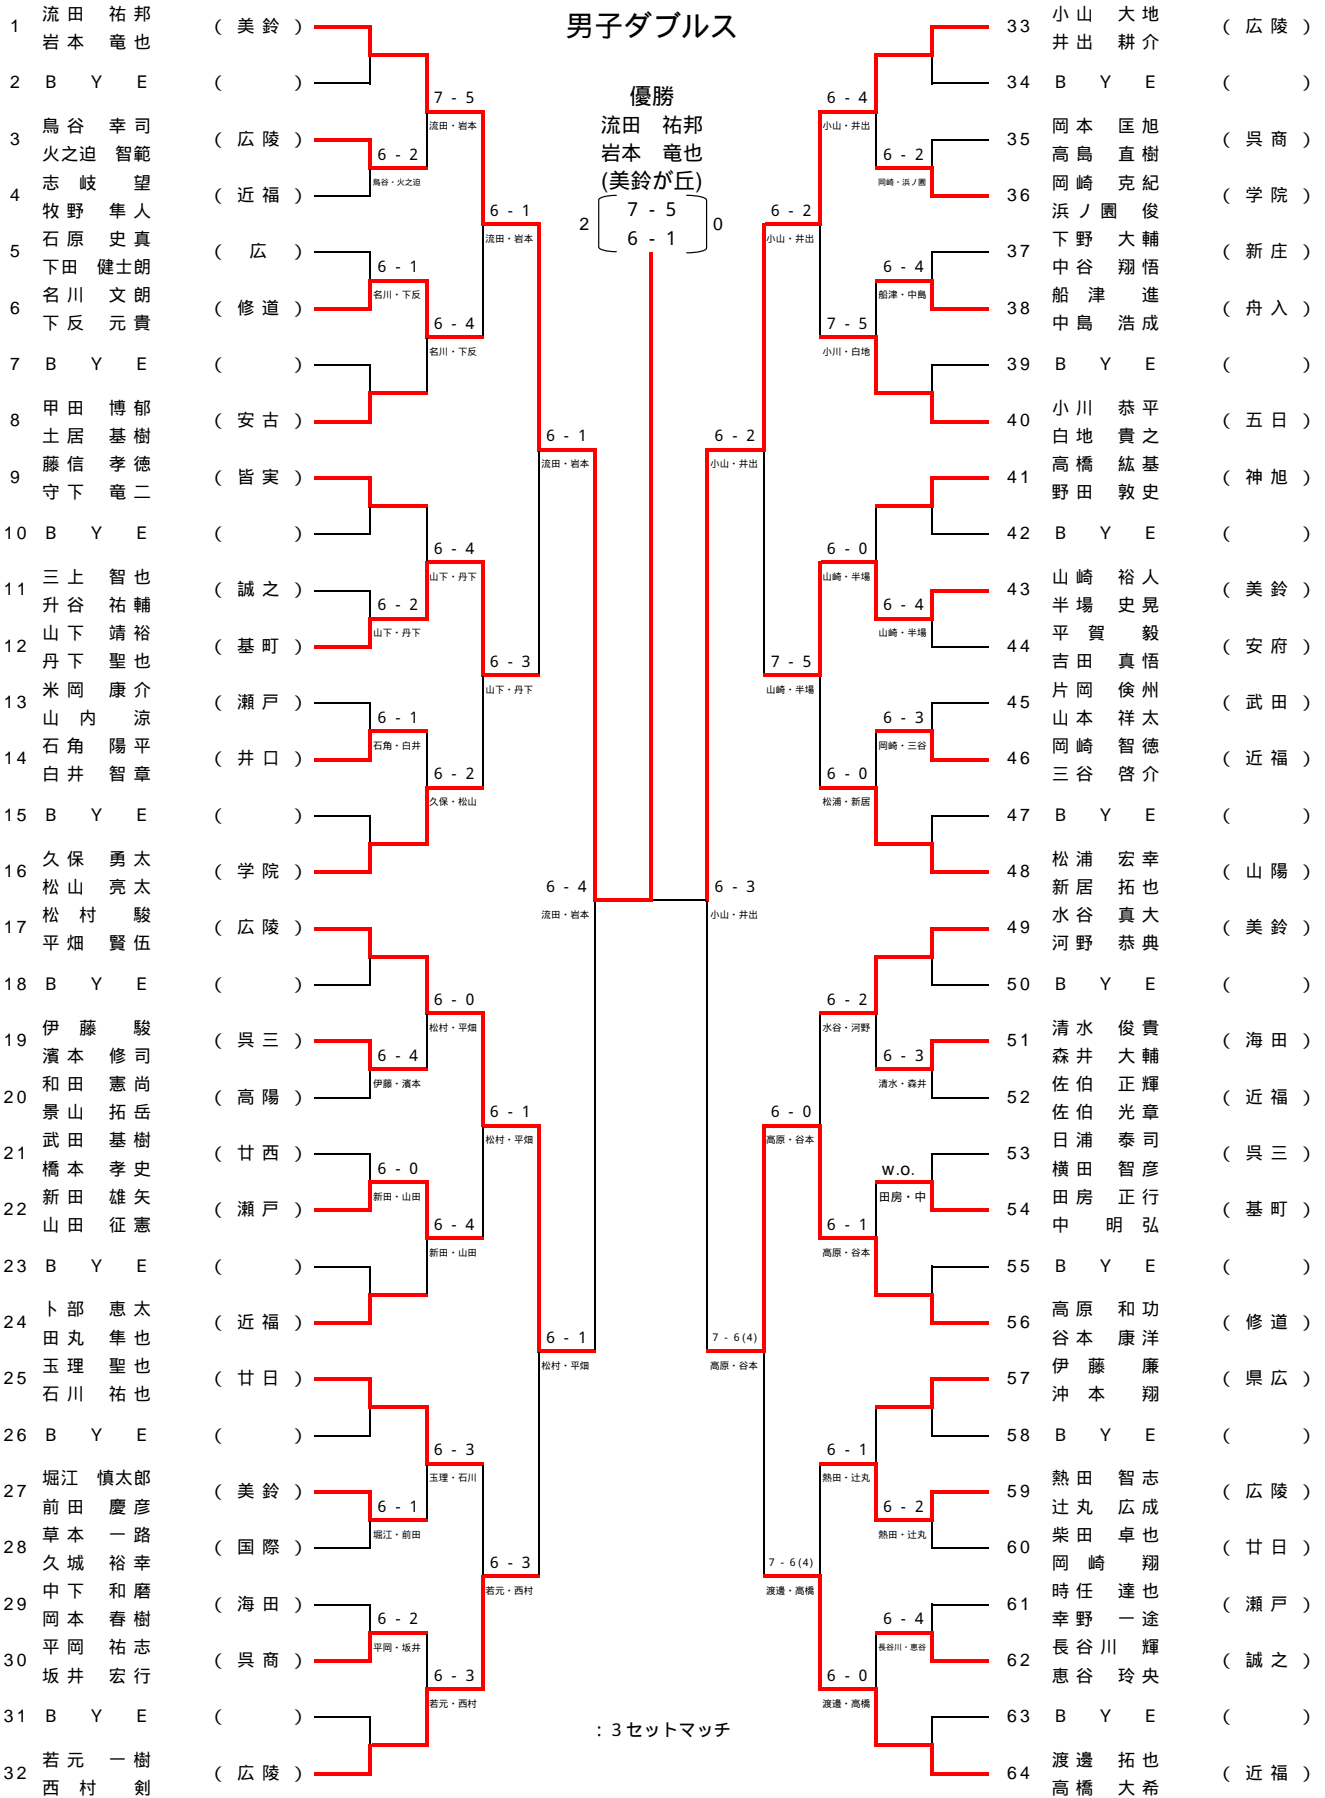 男子ダブルス
優勝
流田 祐邦
岩本 竜也
(美鈴が丘)
2 7 - 5 0
6 - 1
1 流田 祐邦 ( 美鈴 )
岩本 竜也
2 B Y E ( )
3 鳥谷 幸司 ( 広陵 )
火之迫 智範
4 志岐 望 ( 近福 )
牧野 隼人
5 石原 史真 ( 広 )
下田 健士朗
6 名川 文朗 ( 修道 )
下反 元貴
7 B Y E ( )
8 甲田 博郁 ( 安古 )
土居 基樹
9 藤信 孝徳 ( 皆実 )
守下 竜二
10 B Y E ( )
11 三上 智也 ( 誠之 )
升谷 祐輔
12 山下 靖裕 ( 基町 )
丹下 聖也
13 米岡 康介 ( 瀬戸 )
山内 涼
14 石角 陽平 ( 井口 )
白井 智章
15 B Y E ( )
16 久保 勇太 ( 学院 )
松山 亮太
17 松村 駿 ( 広陵 )
平畑 賢伍
18 B Y E ( )
19 伊藤 駿 ( 呉三 )
濱本 修司
20 和田 憲尚 ( 高陽 )
景山 拓岳
21 武田 基樹 ( 廿西 )
橋本 孝史
22 新田 雄矢 ( 瀬戸 )
山田 征憲
23 B Y E ( )
24 卜部 恵太 ( 近福 )
田丸 隼也
25 玉理 聖也 ( 廿日 )
石川 祐也
26 B Y E ( )
27 堀江 慎太郎 ( 美鈴 )
前田 慶彦
28 草本 一路 ( 国際 )
久城 裕幸
29 中下 和磨 ( 海田 )
岡本 春樹
30 平岡 祐志 ( 呉商 )
坂井 宏行
31 B Y E ( )
32 若元 一樹 ( 広陵 )
西村 剣
6 - 2
鳥谷・火之迫
6 - 1
名川・下反
6 - 2
山下・丹下
6 - 1
石角・白井
6 - 4
伊藤・濱本
6 - 0
新田・山田
6 - 1
堀江・前田
6 - 2
平岡・坂井
7 - 5
流田・岩本
6 - 4
名川・下反
6 - 4
山下・丹下
6 - 2
久保・松山
6 - 0
松村・平畑
6 - 4
新田・山田
6 - 3
玉理・石川
6 - 3
若元・西村
6 - 1
流田・岩本
6 - 3
山下・丹下
6 - 1
松村・平畑
6 - 3
若元・西村
6 - 1
流田・岩本
6 - 1
松村・平畑
6 - 4
流田・岩本
33 小山 大地 ( 広陵 )
井出 耕介
34 B Y E ( )
35 岡本 匡旭 ( 呉商 )
高島 直樹
36 岡崎 克紀 ( 学院 )
浜ノ園 俊
37 下野 大輔 ( 新庄 )
中谷 翔悟
38 船津 進 ( 舟入 )
中島 浩成
39 B Y E ( )
40 小川 恭平 ( 五日 )
白地 貴之
41 高橋 紘基 ( 神旭 )
野田 敦史
42 B Y E ( )
43 山崎 裕人 ( 美鈴 )
半場 史晃
44 平賀 毅 ( 安府 )
吉田 真悟
45 片岡 俊州 ( 武田 )
山本 祥太
46 岡崎 智徳 ( 近福 )
三谷 啓介
47 B Y E ( )
48 松浦 宏幸 ( 山陽 )
新居 拓也
49 水谷 真大 ( 美鈴 )
河野 恭典
50 B Y E ( )
51 清水 俊貴 ( 海田 )
森井 大輔
52 佐伯 正輝 ( 近福 )
佐伯 光章
53 日浦 泰司 ( 呉三 )
横田 智彦
54 田房 正行 ( 基町 )
中 明弘
55 B Y E ( )
56 高原 和功 ( 修道 )
谷本 康洋
57 伊藤 廉 ( 県広 )
沖本 翔
58 B Y E ( )
59 熱田 智志 ( 広陵 )
辻丸 広成
60 柴田 卓也 ( 廿日 )
岡崎 翔
61 時任 達也 ( 瀬戸 )
幸野 一途
62 長谷川 輝 ( 誠之 )
恵谷 玲央
63 B Y E ( )
64 渡邊 拓也 ( 近福 )
高橋 大希
6 - 2
岡崎・浜ノ園
6 - 4
船津・中島
6 - 4
山崎・半場
6 - 3
岡崎・三谷
6 - 3
清水・森井
w.o.
田房・中
6 - 2
熱田・辻丸
6 - 4
長谷川・恵谷
6 - 4
小山・井出
7 - 5
小川・白地
6 - 0
山崎・半場
6 - 0
松浦・新居
6 - 2
水谷・河野
6 - 1
高原・谷本
6 - 1
熱田・辻丸
6 - 0
渡邊・高橋
6 - 2
小山・井出
7 - 5
山崎・半場
6 - 0
高原・谷本
7 - 6(4)
渡邊・高橋
6 - 2
小山・井出
7 - 6(4)
高原・谷本
6 - 3
小山・井出
：3セットマッチ